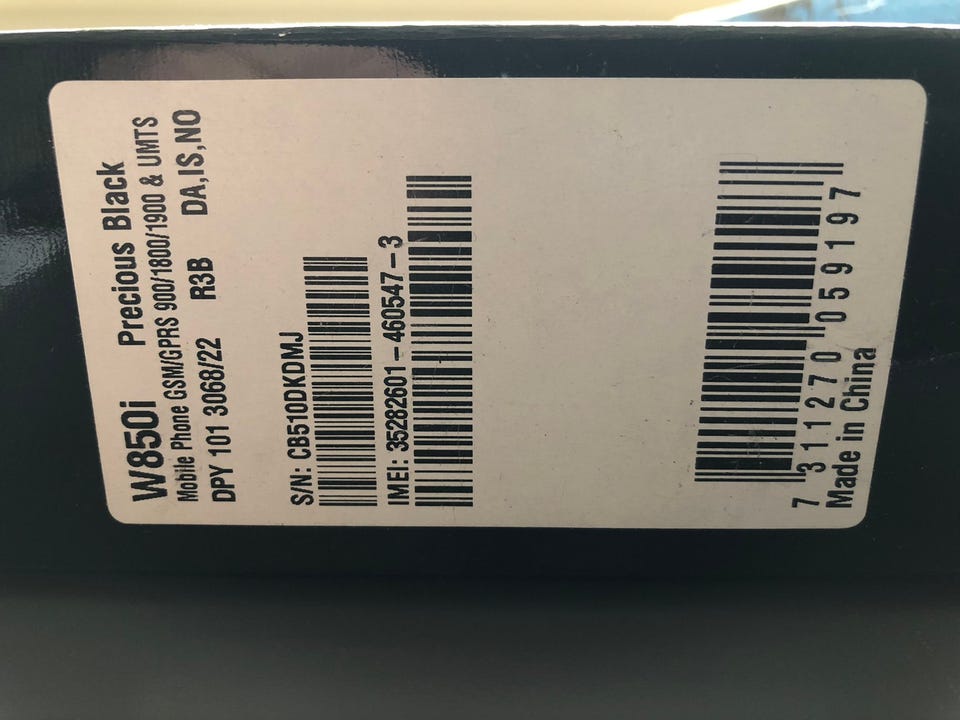 W850i Precious Black
Mobile Phone GSM/GPRS 900/1800/1900 & UMTS
DPY 101 3068/22 R3B DA,IS,NO
S/N: CB510DKDMJ
IMEI: 35282601-460547-3
7 311270 059197
Made in China